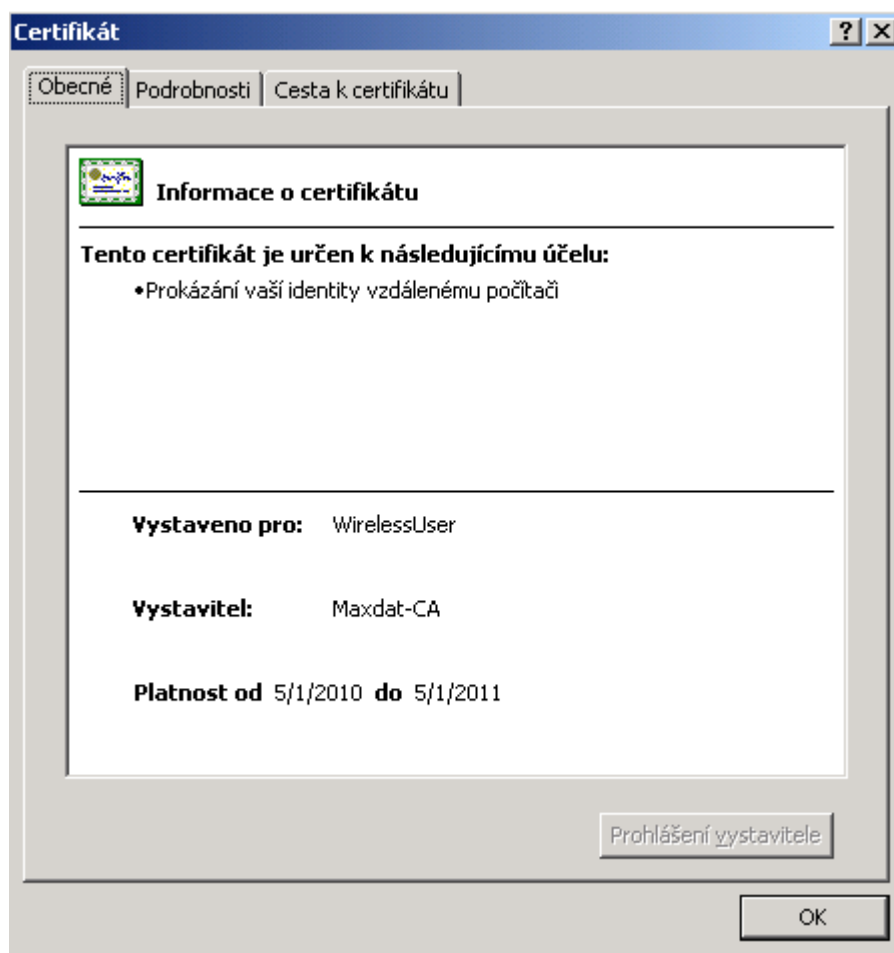 Certifikát
Obecné Podrobnosti Cesta k certifikátu
Informace o certifikátu
Tento certifikát je určen k následujícímu účelu:
•Prokázání vaší identity vzdálenému počítači
Vystaveno pro: WirelessUser
Vystavitel: Maxdat-CA
Platnost od 5/1/2010 do 5/1/2011
Prohlášení vystavitele
OK